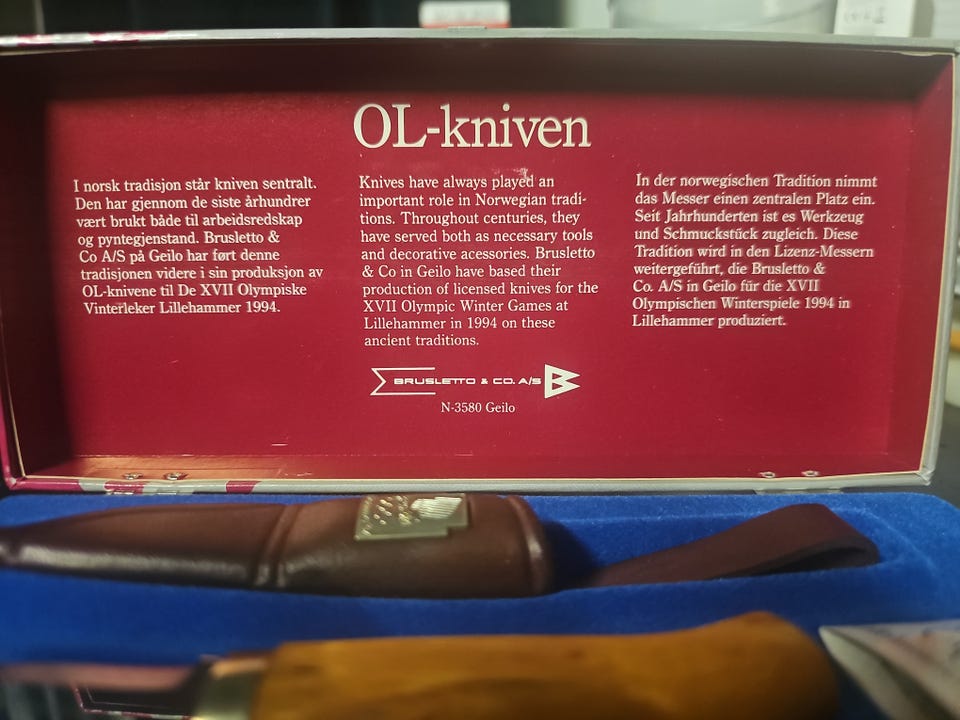 OL-kniven
I norsk tradisjon står kniven sentralt.
Den har gjennom de siste århundrer
vært brukt både til arbeidsredskap
og pyntegjenstand. Brusletto &
Co A/S på Geilo har ført denne
tradisjonen videre i sin produksjon av
OL-knivene til De XVII Olympiske
Vinterleker Lillehammer 1994.
Knives have always played an
important role in Norwegian tradi-
tions. Throughout centuries, they
have served both as necessary tools
and decorative acessories. Brusletto
& Co in Geilo have based their
production of licensed knives for the
XVII Olympic Winter Games at
Lillehammer in 1994 on these
ancient traditions.
In der norwegischen Tradition nimmt
das Messer einen zentralen Platz ein.
Seit Jahrhunderten ist es Werkzeug
und Schmuckstück zugleich. Diese
Tradition wird in den Lizenz-Messern
weitergeführt, die Brusletto &
Co. A/S in Geilo für die XVII
Olympischen Winterspiele 1994 in
Lillehammer produziert.
BRUSLETTO & CO. A/S B
N-3580 Geilo